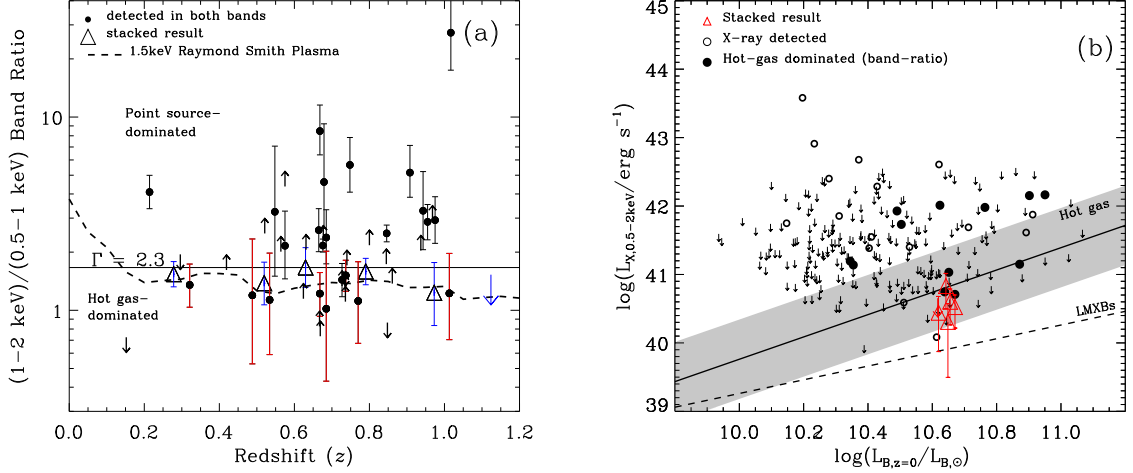 detected in both bands
stacked result
1.5keV Raymond Smith Plasma
(a)
Point source-
dominated
Γ = 2.3
Hot gas-
dominated
10
1
0.0 0.2 0.4 0.6 0.8 1.0 1.2
Redshift (z)
(1-2 keV)/(0.5-1 keV) Band Ratio
Stacked result
X-ray detected
Hot-gas dominated (band-ratio)
(b)
Hot gas
LMXBs
45
44
43
42
41
40
39
10.0 10.2 10.4 10.6 10.8 11.0
log(L_B,z=0/L_B,⊙)
log(L_X,0.5-2keV/erg s⁻¹)